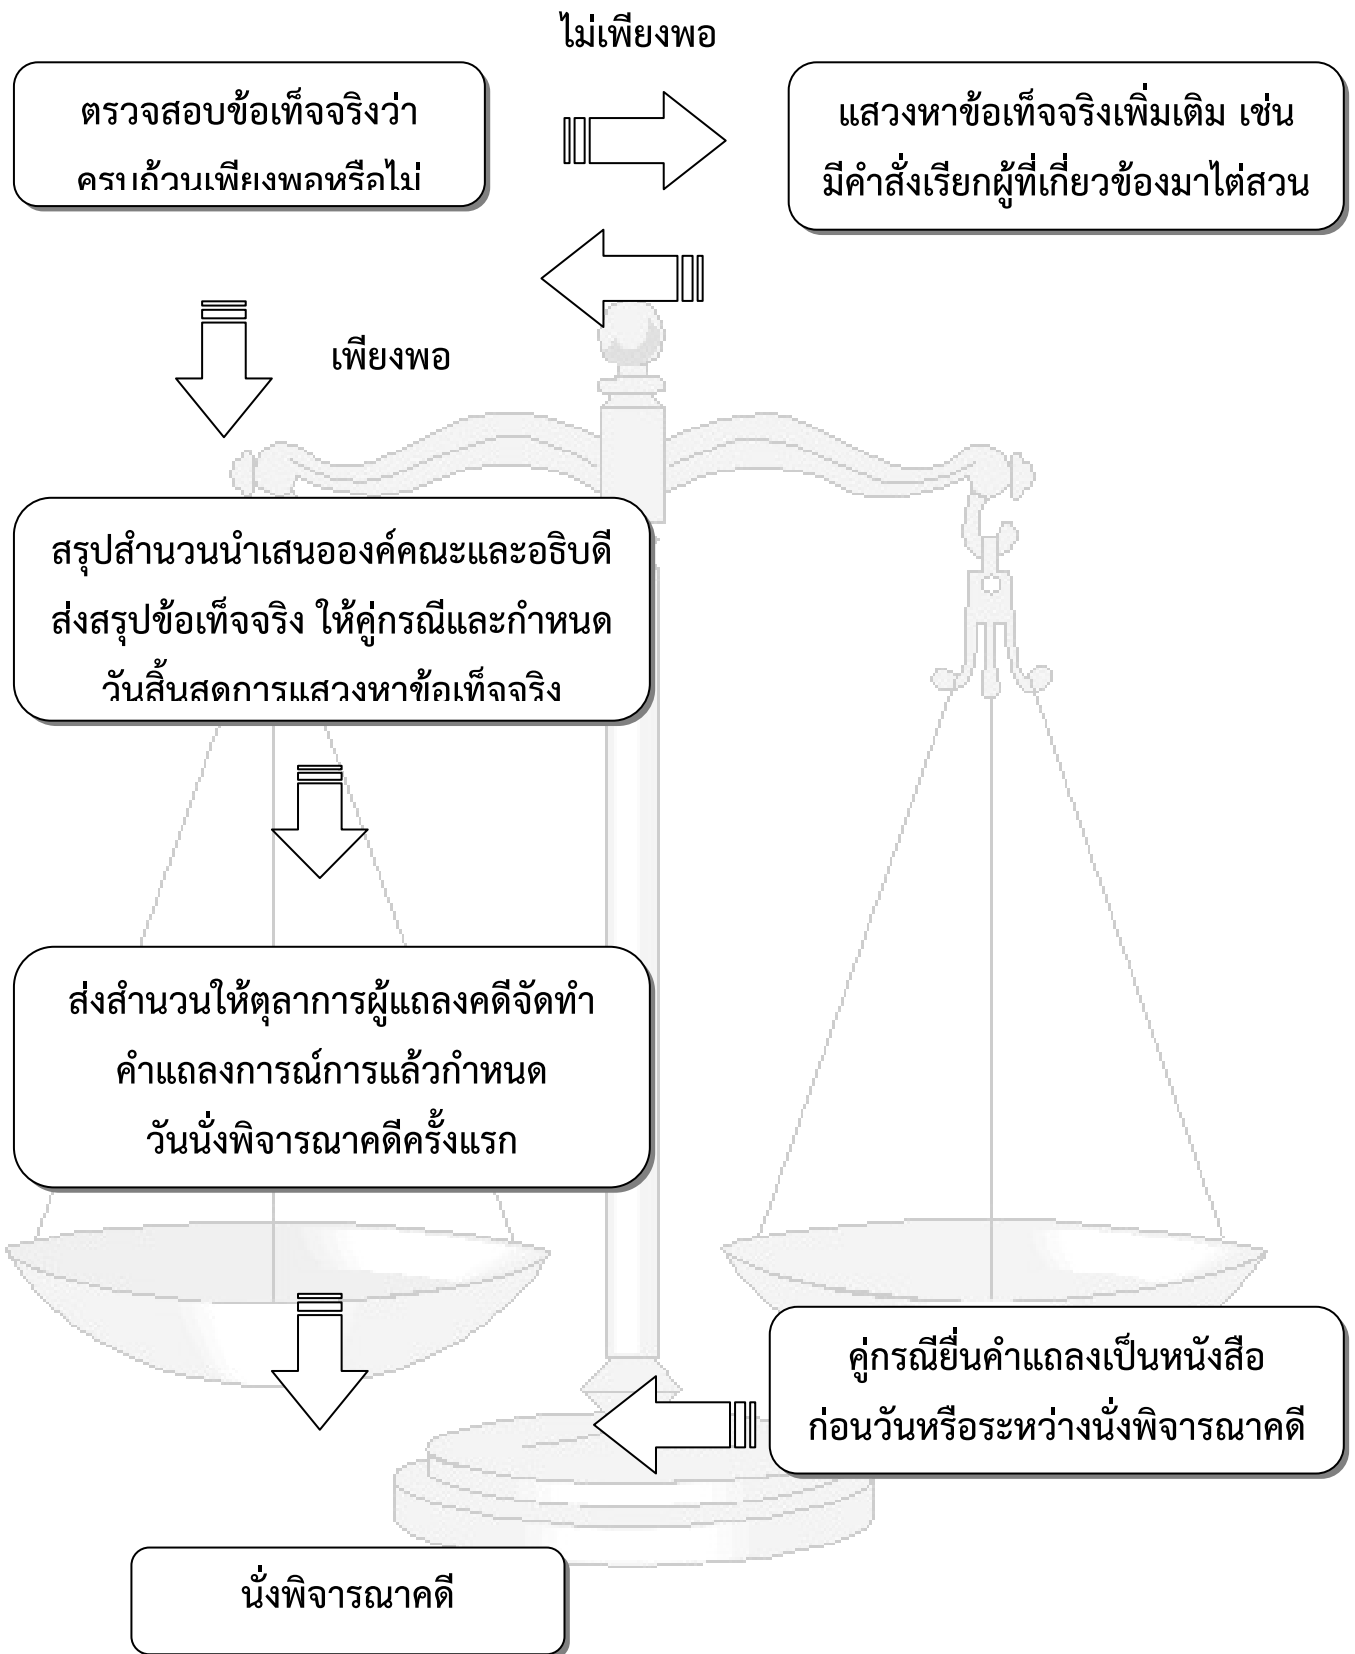 ไม่เพียงพอ
ตรวจสอบข้อเท็จจริงว่า
ครบถ้วนเพียงพอหรือไม่
แสวงหาข้อเท็จจริงเพิ่มเติม เช่น
มีคำสั่งเรียกผู้ที่เกี่ยวข้องมาไต่สวน
เพียงพอ
สรุปสำนวนนำเสนอองค์คณะและอธิบดี
ส่งสรุปข้อเท็จจริง ให้คู่กรณีและกำหนด
วันสิ้นสุดการแสวงหาข้อเท็จจริง
ส่งสำนวนให้ตุลาการผู้แถลงคดีจัดทำ
คำแถลงการณ์การแล้วกำหนด
วันนั่งพิจารณาคดีครั้งแรก
คู่กรณียื่นคำแถลงเป็นหนังสือ
ก่อนวันหรือระหว่างนั่งพิจารณาคดี
นั่งพิจารณาคดี